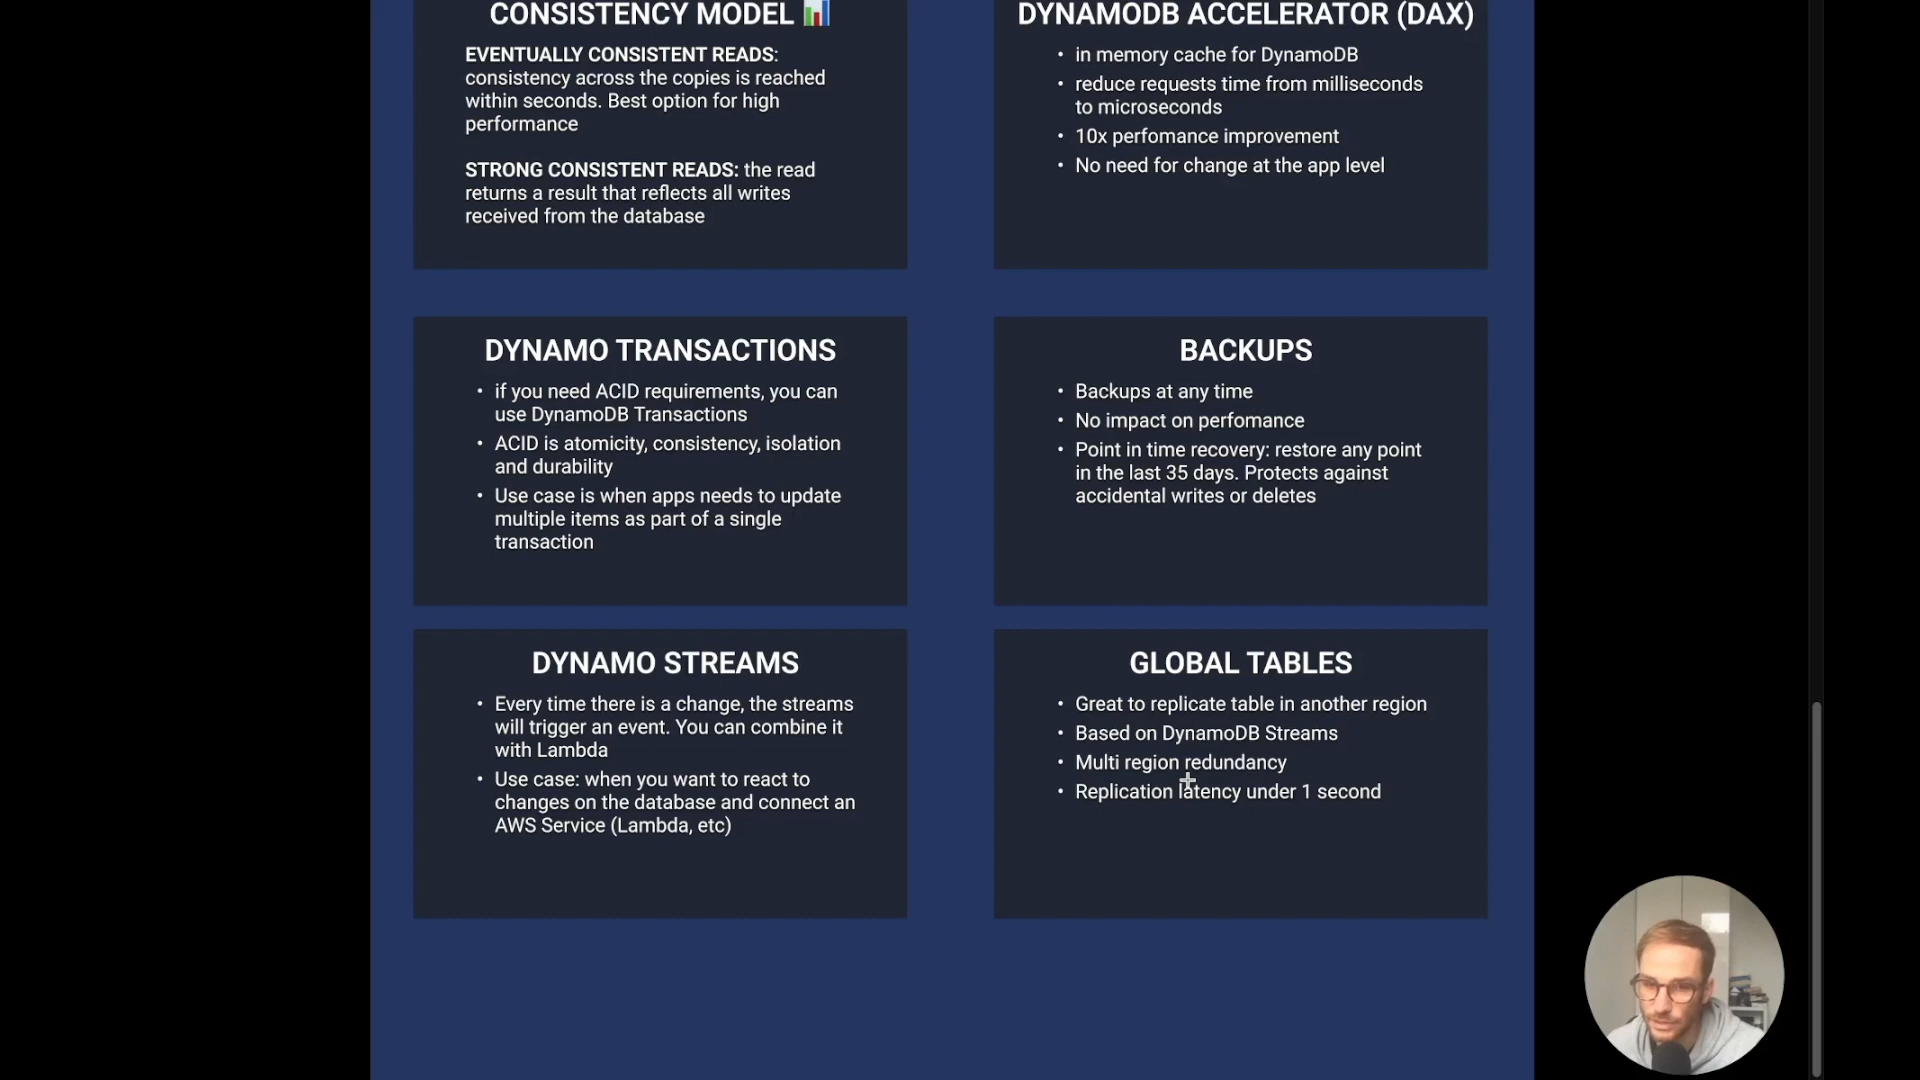 CONSISTENCY MODEL 📊
EVENTUALLY CONSISTENT READS:
consistency across the copies is reached
within seconds. Best option for high
performance
STRONG CONSISTENT READS: the read
returns a result that reflects all writes
received from the database
DYNAMODB ACCELERATOR (DAX)
• in memory cache for DynamoDB
• reduce requests time from milliseconds
to microseconds
• 10x perfomance improvement
• No need for change at the app level
DYNAMO TRANSACTIONS
• if you need ACID requirements, you can
use DynamoDB Transactions
• ACID is atomicity, consistency, isolation
and durability
• Use case is when apps needs to update
multiple items as part of a single
transaction
BACKUPS
• Backups at any time
• No impact on perfomance
• Point in time recovery: restore any point
in the last 35 days. Protects against
accidental writes or deletes
DYNAMO STREAMS
• Every time there is a change, the streams
will trigger an event. You can combine it
with Lambda
• Use case: when you want to react to
changes on the database and connect an
AWS Service (Lambda, etc)
GLOBAL TABLES
• Great to replicate table in another region
• Based on DynamoDB Streams
• Multi region redundancy
• Replication latency under 1 second